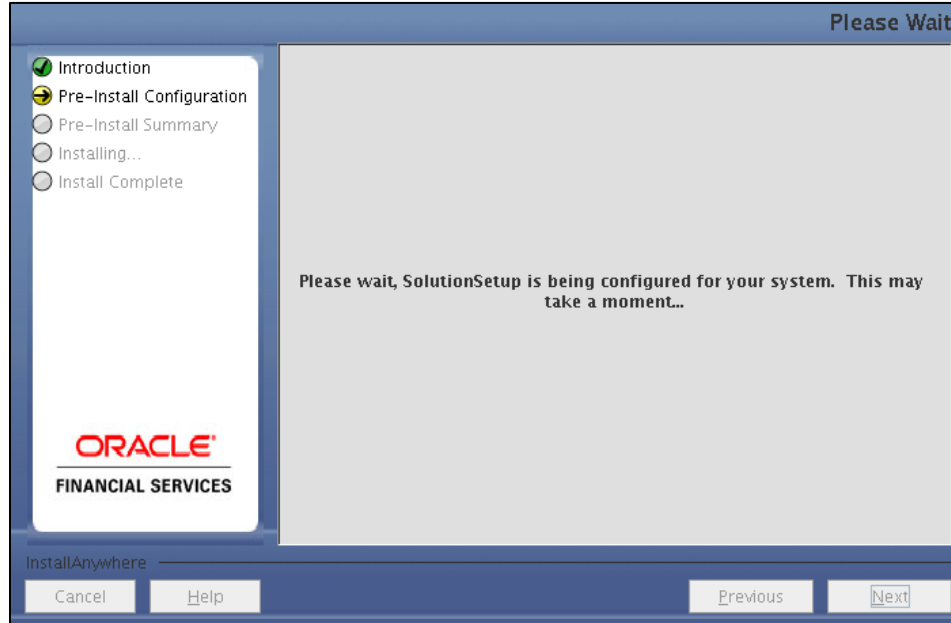 Please Wait
Introduction
Pre-Install Configuration
Pre-Install Summary
Installing...
Install Complete
Please wait, SolutionSetup is being configured for your system.  This may
take a moment...
ORACLE
FINANCIAL SERVICES
InstallAnywhere
Cancel
Help
Previous
Next